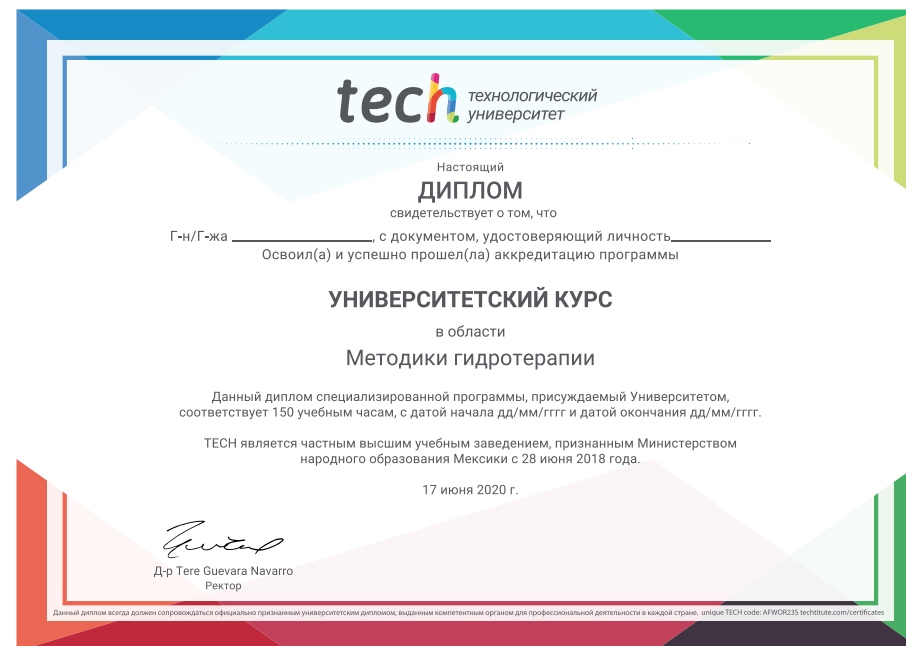 tech технологический
университет
Настоящий
ДИПЛОМ
свидетельствует о том, что
Г-н/Г-жа ____________________, с документом, удостоверяющий личность______________
Освоил(а) и успешно прошел(ла) аккредитацию программы
УНИВЕРСИТЕТСКИЙ КУРС
в области
Методики гидротерапии
Данный диплом специализированной программы, присуждаемый Университетом,
соответствует 150 учебным часам, с датой начала дд/мм/гггг и датой окончания дд/мм/гггг.
TECH является частным высшим учебным заведением, признанным Министерством
народного образования Мексики с 28 июня 2018 года.
17 июня 2020 г.
Д-р Tere Guevara Navarro
Ректор
Данный диплом всегда должен сопровождаться официально признанным университетским дипломом, выданным компетентным органом для профессиональной деятельности в каждой стране. unique TECH code: AFWOR23S techtitute.com/certificates